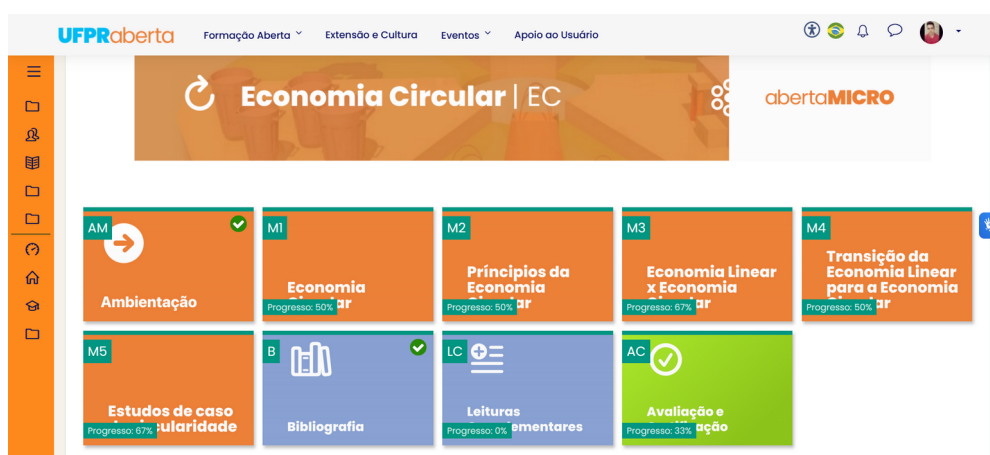 UFPRaberta
Formação Aberta
Extensão e Cultura
Eventos
Apoio ao Usuário
Economia Circular | EC
abertaMICRO
AM
Ambientação
M1
Economia
Progresso: 50%
M2
Príncipios da
Economia
Progresso: 50%
M3
Economia Linear
x Economia
Progresso: 67%
M4
Transição da
Economia Linear
para a Economia
Progresso: 50%
M5
Estudos de caso
Progresso: 67%
B
Bibliografia
LC
Leituras
Progresso: 0%
AC
Avaliação e
Progresso: 33%